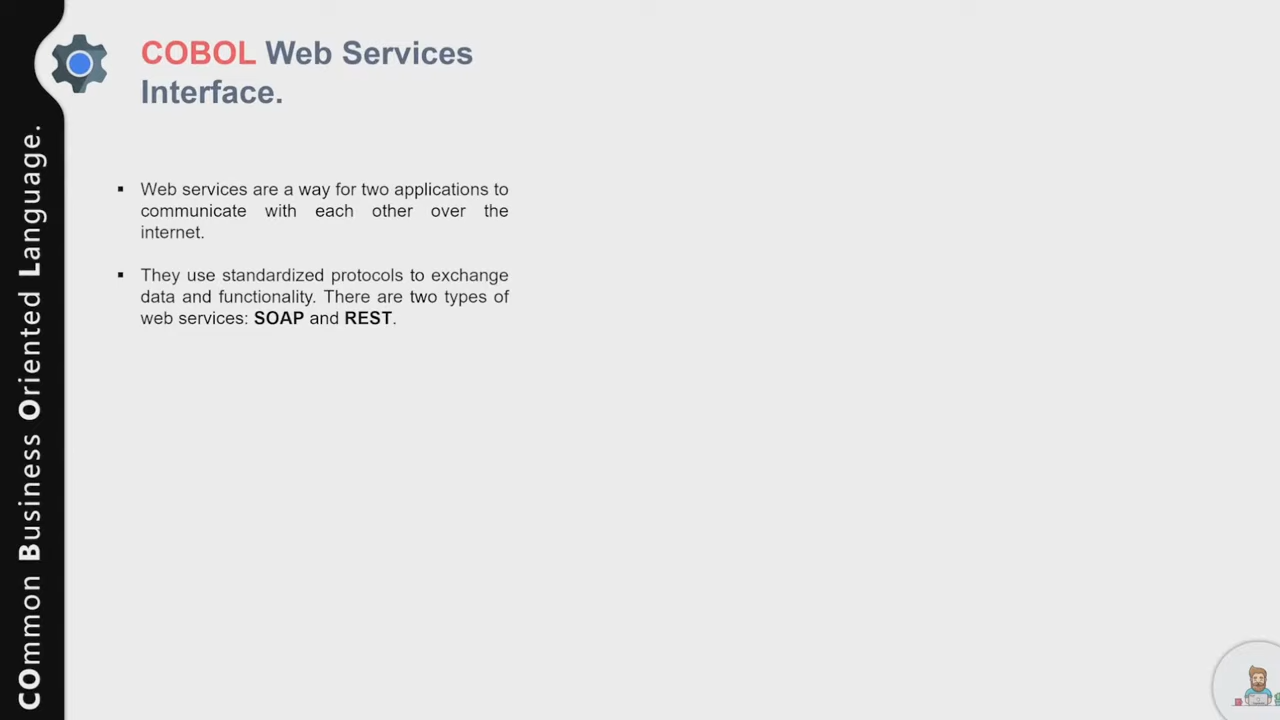 COBOL Web Services
Interface.
▪ Web services are a way for two applications to
communicate with each other over the
internet.
▪ They use standardized protocols to exchange
data and functionality. There are two types of
web services: SOAP and REST.
COmmon Business Oriented Language.